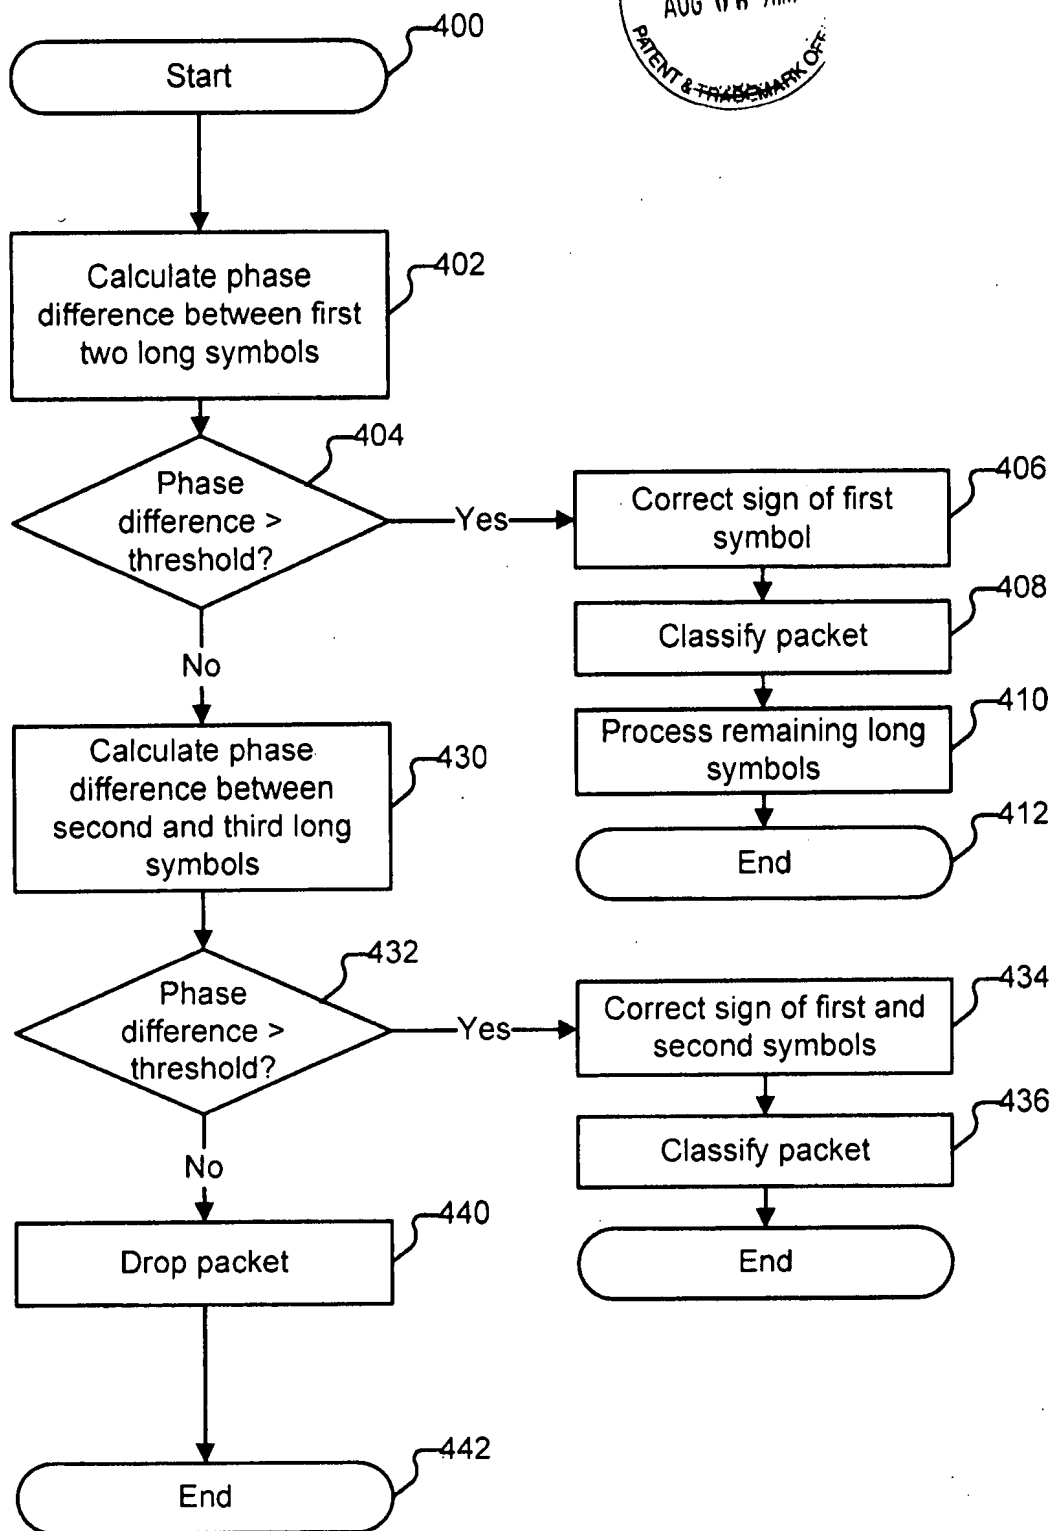 400
Start
AUG
PATENT & TRADEMARK OFF
402
Calculate phase
difference between first
two long symbols
404
Phase
difference >
threshold?
Yes
406
Correct sign of first
symbol
408
Classify packet
No
410
Process remaining long
symbols
430
Calculate phase
difference between
second and third long
symbols
412
End
432
Phase
difference >
threshold?
Yes
434
Correct sign of first and
second symbols
436
Classify packet
No
440
Drop packet
End
442
End